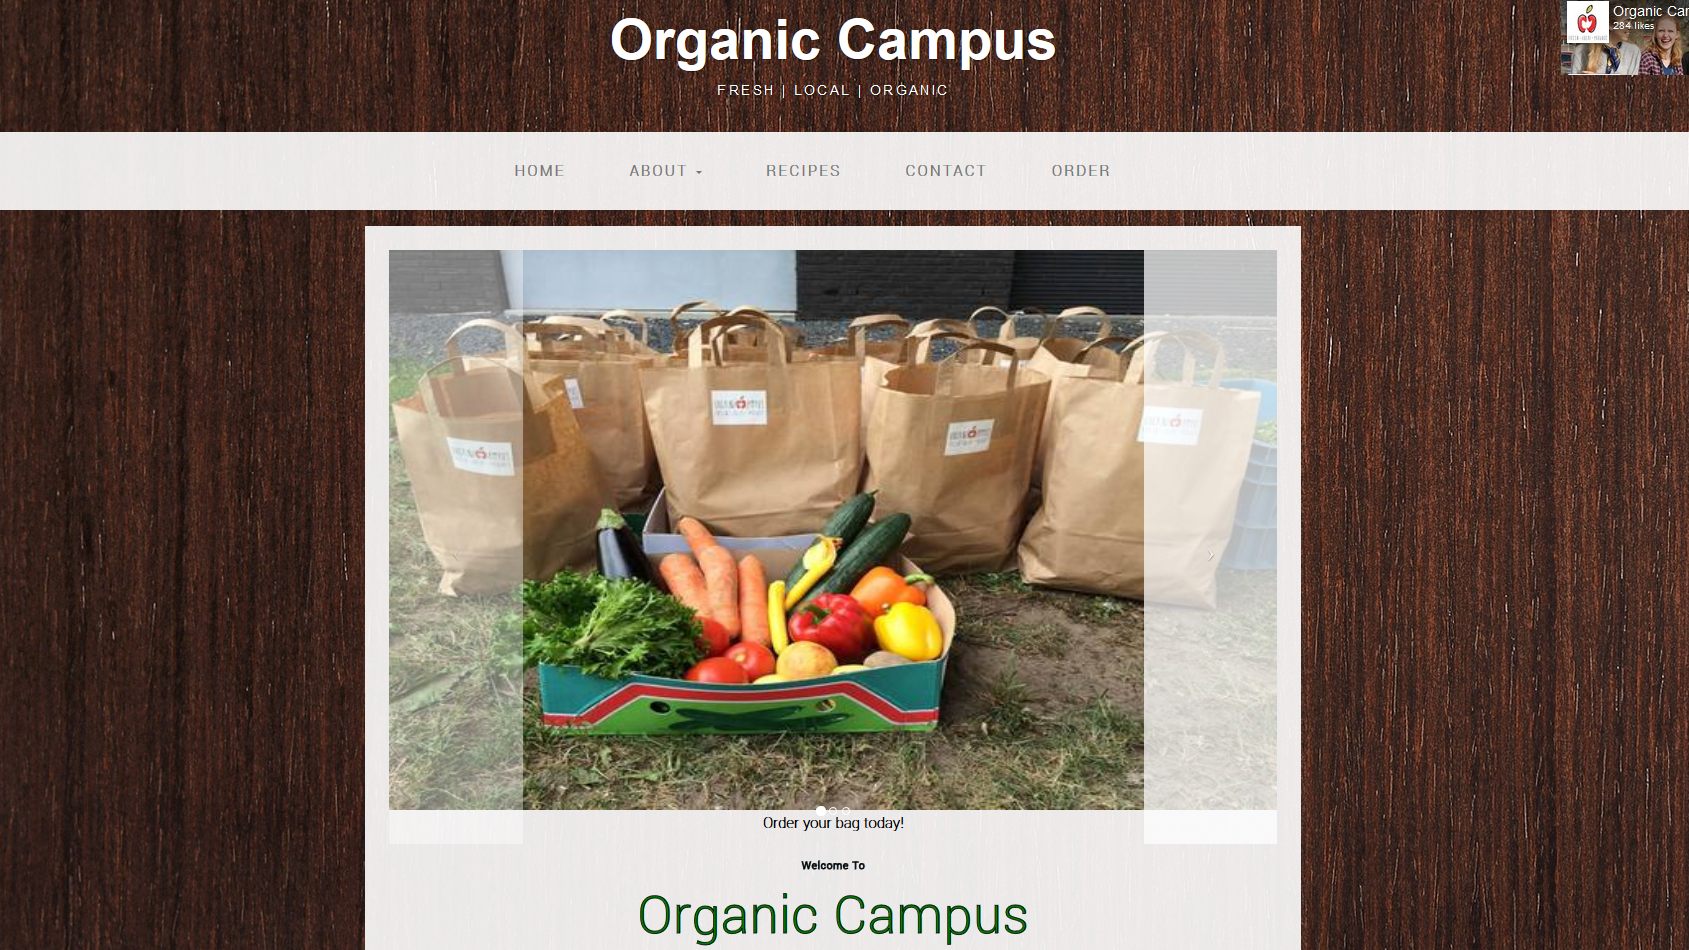 Organic Campus
FRESH | LOCAL | ORGANIC
Organic Car
284 likes
HOME
ABOUT
RECIPES
CONTACT
ORDER
Order your bag today!
Welcome To
Organic Campus